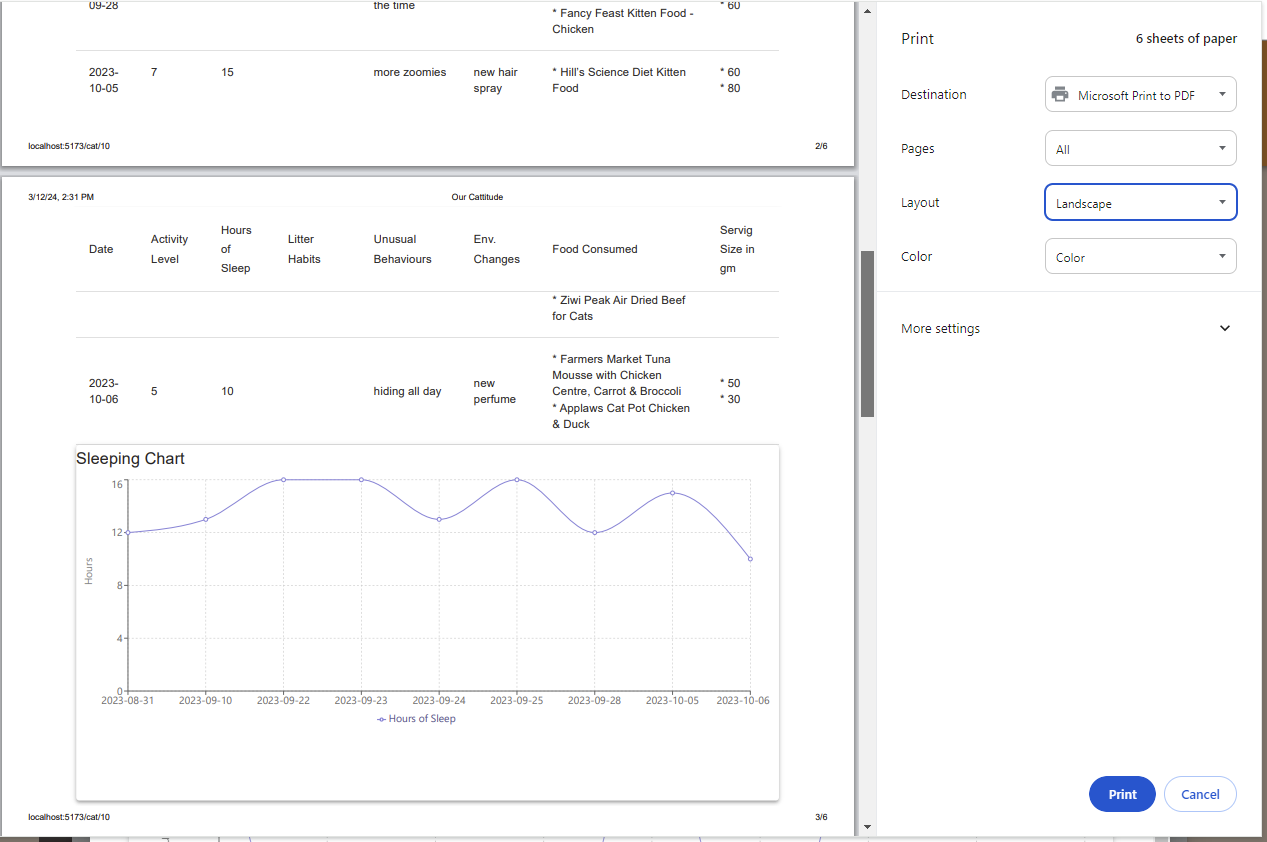 09-28
the time
* 60
* Fancy Feast Kitten Food -
Chicken
2023-
10-05
7
15
more zoomies
new hair
spray
* Hill's Science Diet Kitten
Food
* 60
* 80
localhost:5173/cat/10
2/6
3/12/24, 2:31 PM
Our Cattitude
Date
Activity
Level
Hours
of
Sleep
Litter
Habits
Unusual
Behaviours
Env.
Changes
Food Consumed
Servig
Size in
gm
* Ziwi Peak Air Dried Beef
for Cats
2023-
10-06
5
10
hiding all day
new
perfume
* Farmers Market Tuna
Mousse with Chicken
Centre, Carrot & Broccoli
* Applaws Cat Pot Chicken
& Duck
* 50
* 30
Sleeping Chart
16
12
8
4
0
Hours
2023-08-31
2023-09-10
2023-09-22
2023-09-23
2023-09-24
2023-09-25
2023-09-28
2023-10-05
2023-10-06
Hours of Sleep
localhost:5173/cat/10
3/6
Print
6 sheets of paper
Destination
Microsoft Print to PDF
Pages
All
Layout
Landscape
Color
Color
More settings
Print
Cancel